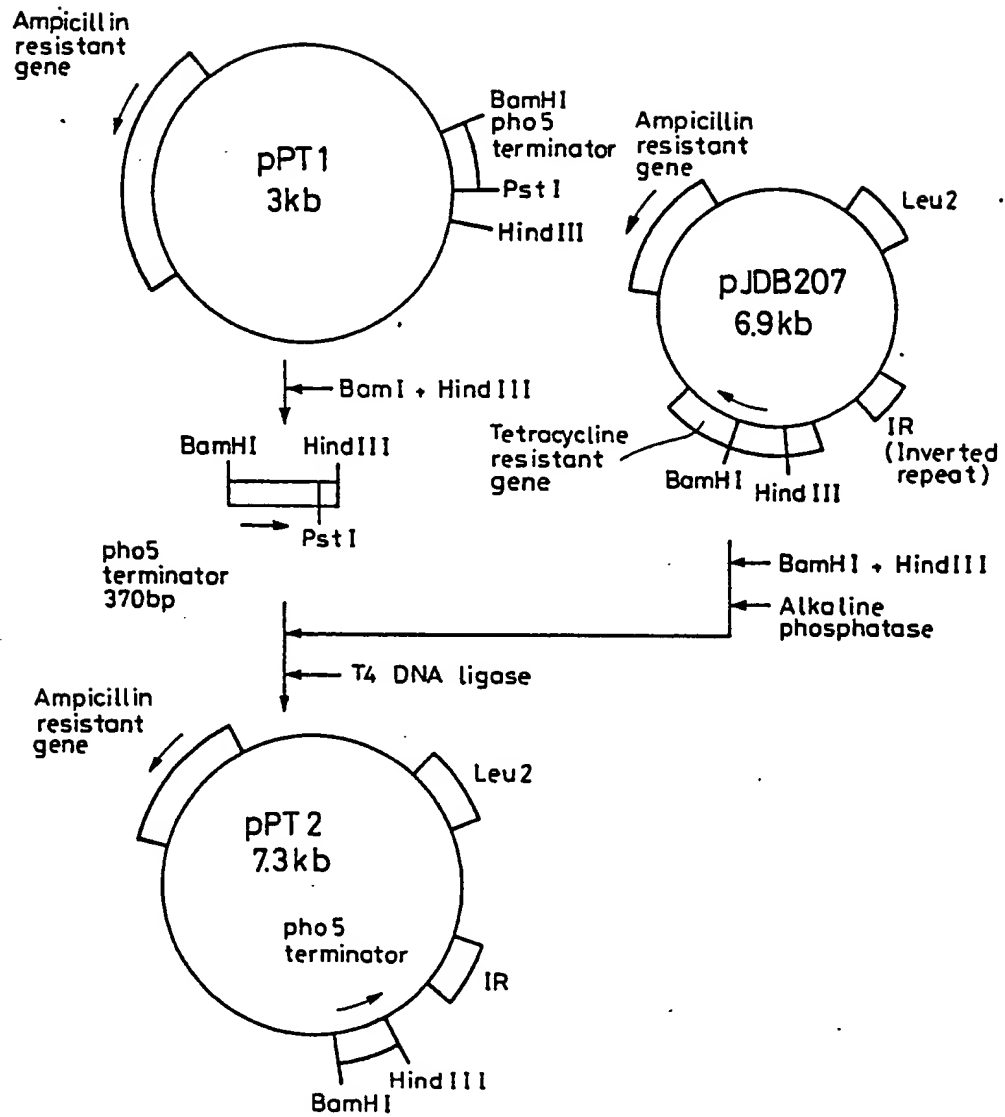 Ampicillin
resistant
gene
pPT1
3kb
BamHI
pho5
terminator
PstI
HindIII
Ampicillin
resistant
gene
Leu2
pJDB207
6.9kb
IR
(Inverted
repeat)
Tetracycline
resistant
gene
BamHI
HindIII
BamI + HindIII
BamHI
HindIII
PstI
pho5
terminator
370bp
BamHI + HindIII
Alkaline
phosphatase
T4 DNA ligase
Ampicillin
resistant
gene
Leu2
pPT2
7.3kb
pho5
terminator
IR
HindIII
BamHI